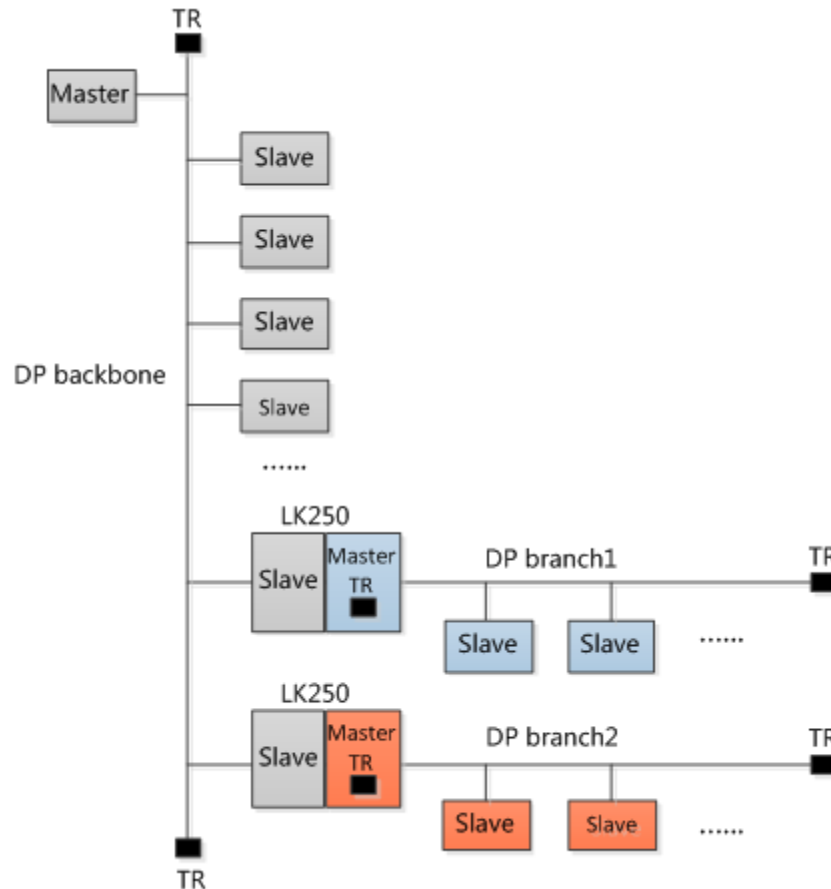 TR
Master
Slave
Slave
Slave
DP backbone
Slave
......
LK250
Slave
Master
TR
DP branch1
TR
Slave
Slave
......
LK250
Slave
Master
TR
DP branch2
TR
Slave
Slave
......
TR